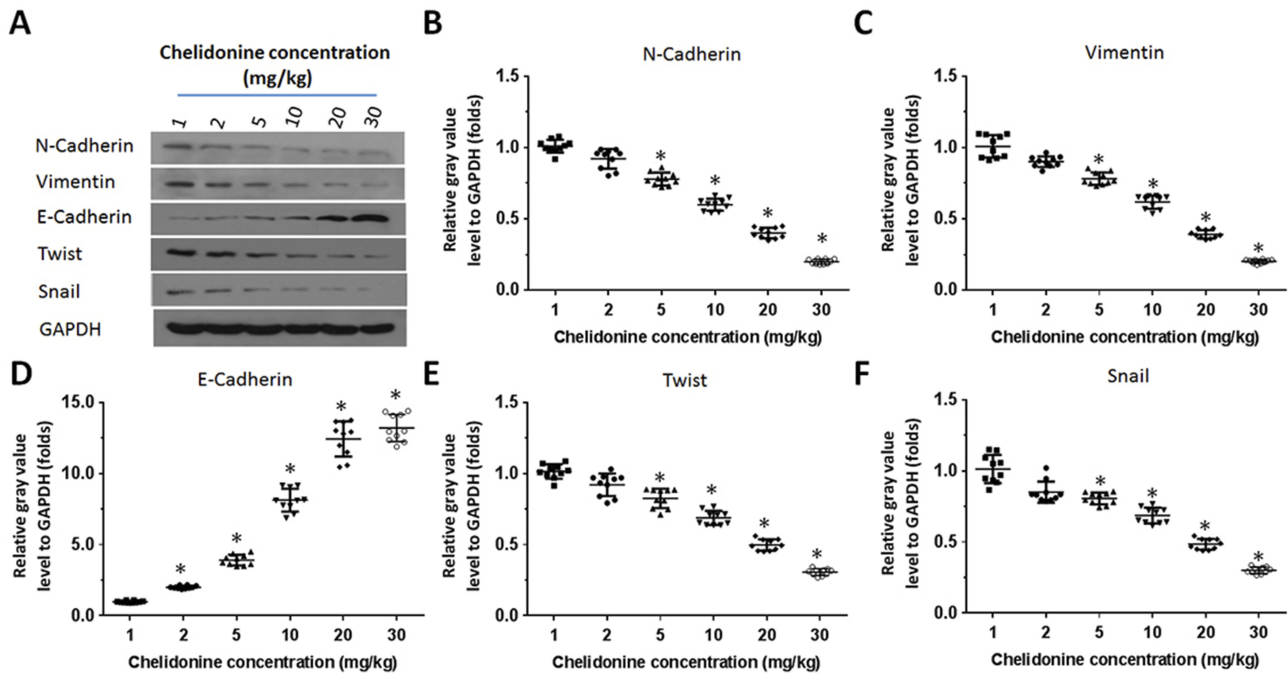 A
Chelidonine concentration
(mg/kg)
1 2 5 10 20 30
N-Cadherin
Vimentin
E-Cadherin
Twist
Snail
GAPDH
B
N-Cadherin
Relative gray value
level to GAPDH (folds)
1.5
1.0
0.5
0.0
* * * *
1 2 5 10 20 30
Chelidonine concentration (mg/kg)
C
Vimentin
Relative gray value
level to GAPDH (folds)
1.5
1.0
0.5
0.0
* * * *
1 2 5 10 20 30
Chelidonine concentration (mg/kg)
D
E-Cadherin
Relative gray value
level to GAPDH (folds)
15.0
10.0
5.0
0.0
* * * * *
1 2 5 10 20 30
Chelidonine concentration (mg/kg)
E
Twist
Relative gray value
level to GAPDH (folds)
1.5
1.0
0.5
0.0
* * * *
1 2 5 10 20 30
Chelidonine concentration (mg/kg)
F
Snail
Relative gray value
level to GAPDH (folds)
1.5
1.0
0.5
0.0
* * * *
1 2 5 10 20 30
Chelidonine concentration (mg/kg)